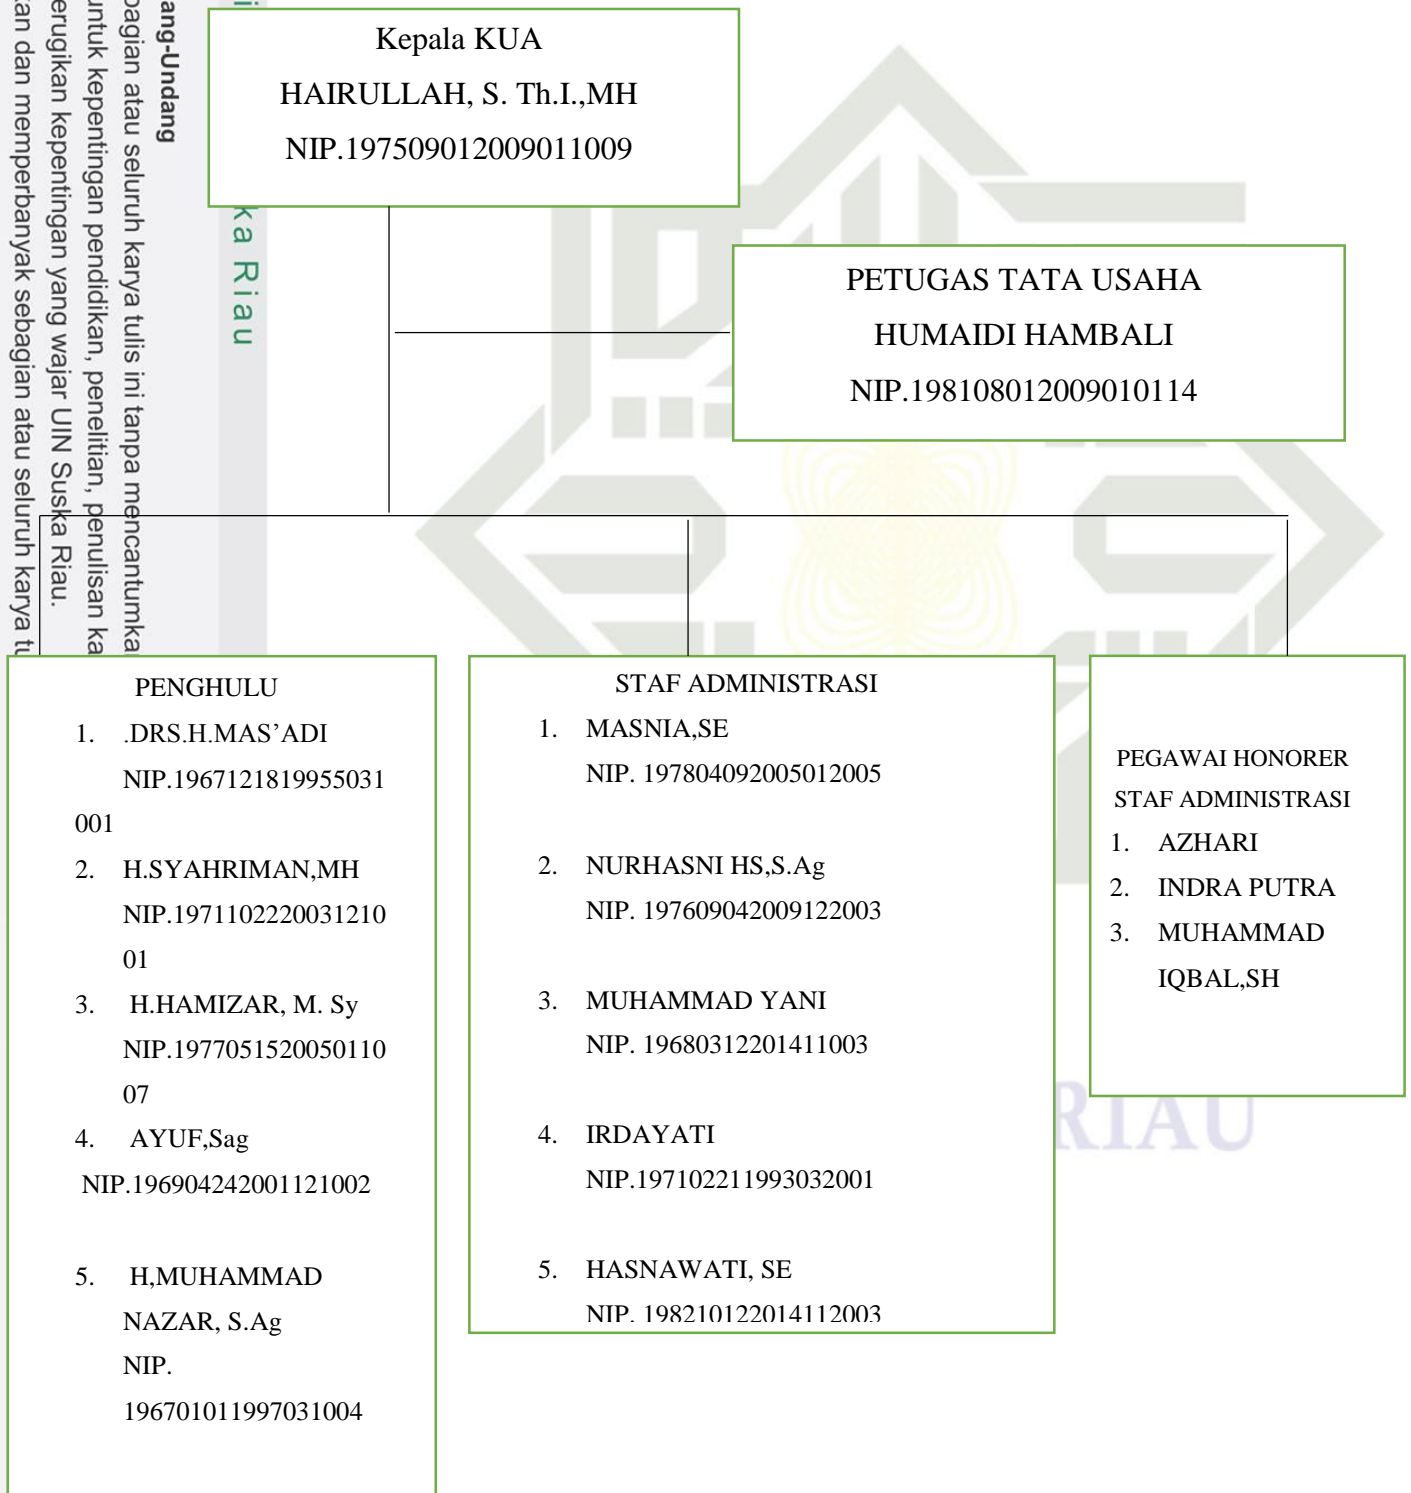 ang-Undang
bagian atau seluruh karya tulis ini tanpa mencantumka
untuk kepentingan pendidikan, penelitian, penulisan ka
erugikan kepentingan yang wajar UIN Suska Riau.
kan dan memperbanyak sebagian atau seluruh karya tu
ka Riau
Kepala KUA
HAIRULLAH, S. Th.I.,MH
NIP.197509012009011009
PETUGAS TATA USAHA
HUMAIDI HAMBALI
NIP.198108012009010114
PENGHULU
1. .DRS.H.MAS’ADI
NIP.1967121819955031
001
2. H.SYAHRIMAN,MH
NIP.1971102220031210
01
3. H.HAMIZAR, M. Sy
NIP.1977051520050110
07
4. AYUF,Sag
NIP.196904242001121002
5. H,MUHAMMAD
NAZAR, S.Ag
NIP.
196701011997031004
STAF ADMINISTRASI
1. MASNIA,SE
NIP. 197804092005012005
2. NURHASNI HS,S.Ag
NIP. 197609042009122003
3. MUHAMMAD YANI
NIP. 19680312201411003
4. IRDAYATI
NIP.197102211993032001
5. HASNAWATI, SE
NIP. 198210122014112003
PEGAWAI HONORER
STAF ADMINISTRASI
1. AZHARI
2. INDRA PUTRA
3. MUHAMMAD
IQBAL,SH
RIAU